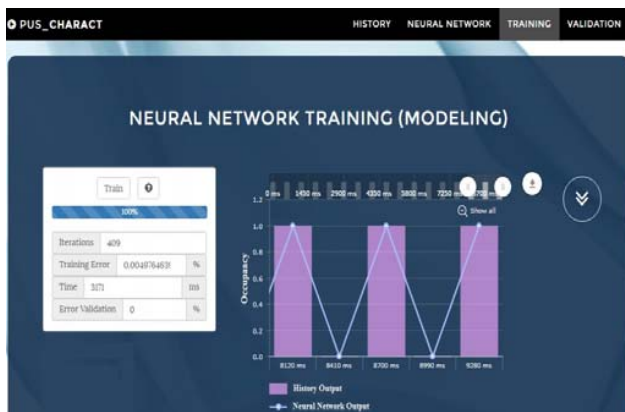 PUS_CHARACT HISTORY NEURAL NETWORK TRAINING VALIDATION
NEURAL NETWORK TRAINING (MODELING)
Train
100%
Iterations 409
Training Error %
Time 3171 ms
Error Validation 0 %
0 ms 1450 ms 2900 ms 4350 ms 5800 ms 7250
Show all
Occupancy
1.2
1.0
0.8
0.6
0.4
0.2
0.0
8120 ms 8410 ms 8700 ms 8990 ms 9280 ms
History Output
Neural Network Output